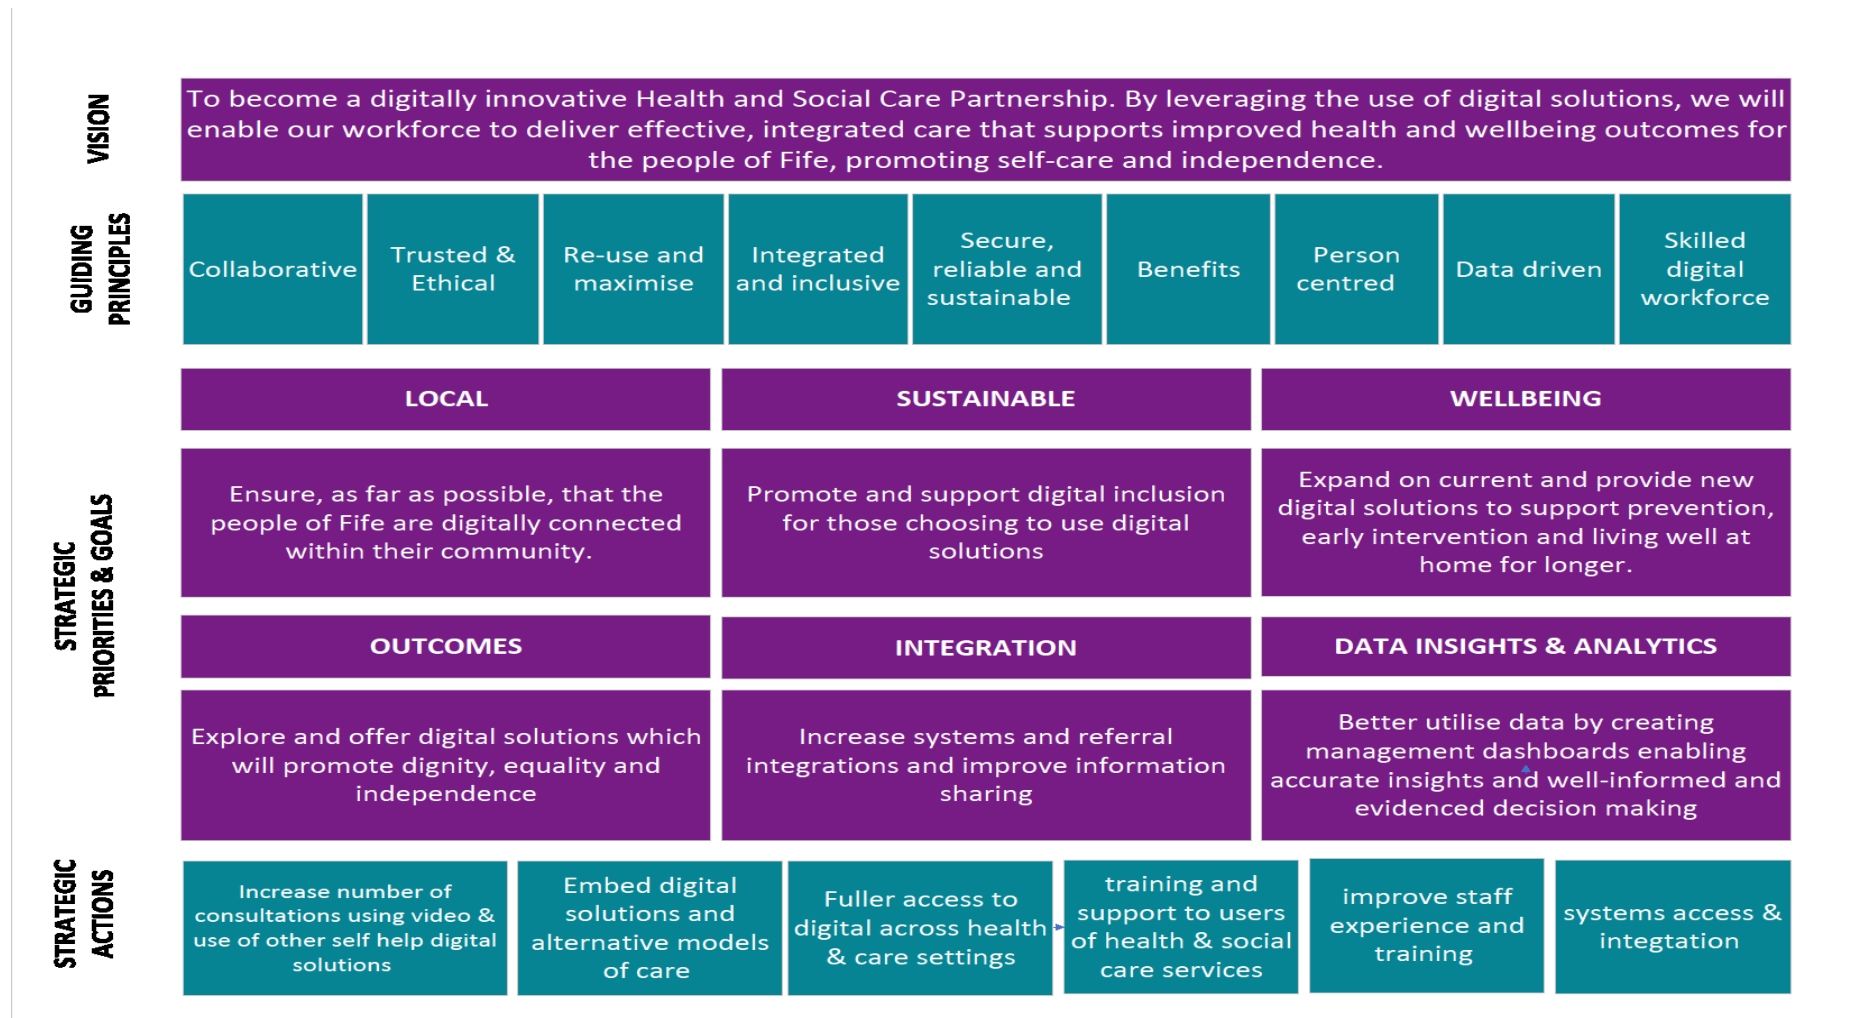 VISION
To become a digitally innovative Health and Social Care Partnership. By leveraging the use of digital solutions, we will
enable our workforce to deliver effective, integrated care that supports improved health and wellbeing outcomes for
the people of Fife, promoting self-care and independence.
GUIDING
PRINCIPLES
Collaborative
Trusted &
Ethical
Re-use and
maximise
Integrated
and inclusive
Secure,
reliable and
sustainable
Benefits
Person
centred
Data driven
Skilled
digital
workforce
STRATEGIC
PRIORITIES & GOALS
LOCAL
SUSTAINABLE
WELLBEING
Ensure, as far as possible, that the
people of Fife are digitally connected
within their community.
Promote and support digital inclusion
for those choosing to use digital
solutions
Expand on current and provide new
digital solutions to support prevention,
early intervention and living well at
home for longer.
OUTCOMES
INTEGRATION
DATA INSIGHTS & ANALYTICS
Explore and offer digital solutions which
will promote dignity, equality and
independence
Increase systems and referral
integrations and improve information
sharing
Better utilise data by creating
management dashboards enabling
accurate insights and well-informed and
evidenced decision making
STRATEGIC
ACTIONS
Increase number of
consultations using video &
use of other self help digital
solutions
Embed digital
solutions and
alternative models
of care
Fuller access to
digital across health
& care settings
training and
support to users
of health & social
care services
improve staff
experience and
training
systems access &
integtation